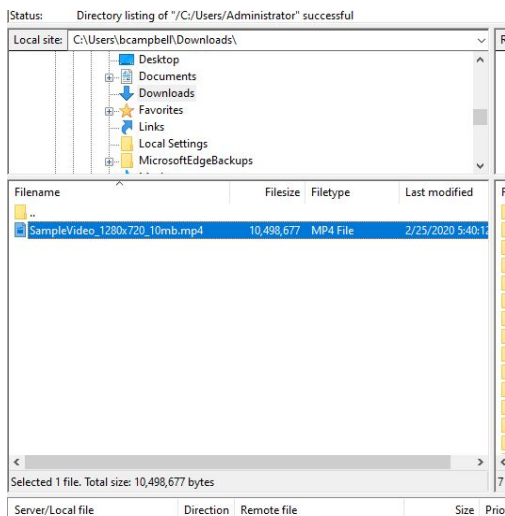 Status: Directory listing of "/C:/Users/Administrator" successful
Local site: C:\Users\bcampbell\Downloads\
Desktop
Documents
Downloads
Favorites
Links
Local Settings
MicrosoftEdgeBackups
Filename Filesize Filetype Last modified
..
SampleVideo_1280x720_10mb.mp4 10,498,677 MP4 File 2/25/2020 5:40:12
Selected 1 file. Total size: 10,498,677 bytes
7
Server/Local file Direction Remote file Size Prio